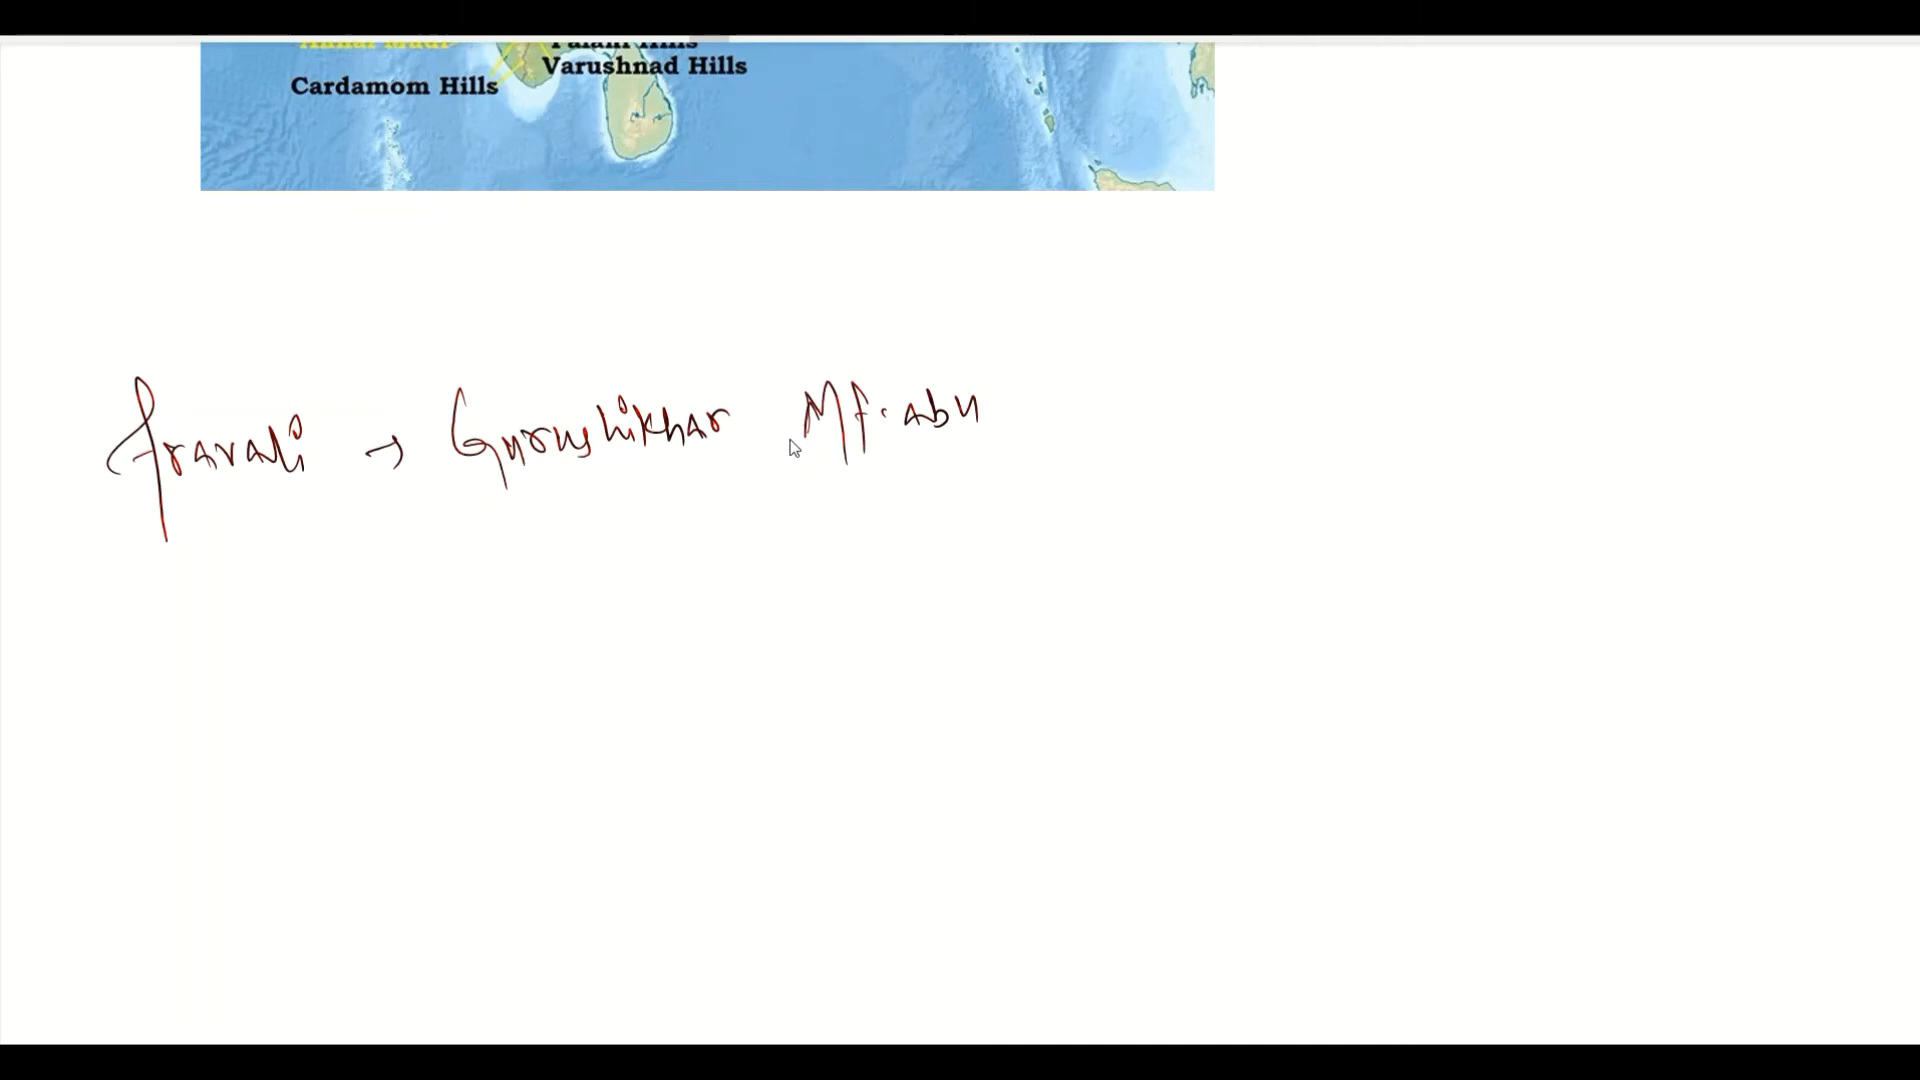 Palani Hills
Varushnad Hills
Cardamom Hills
Aravali → Gurushikhar Mt. abu